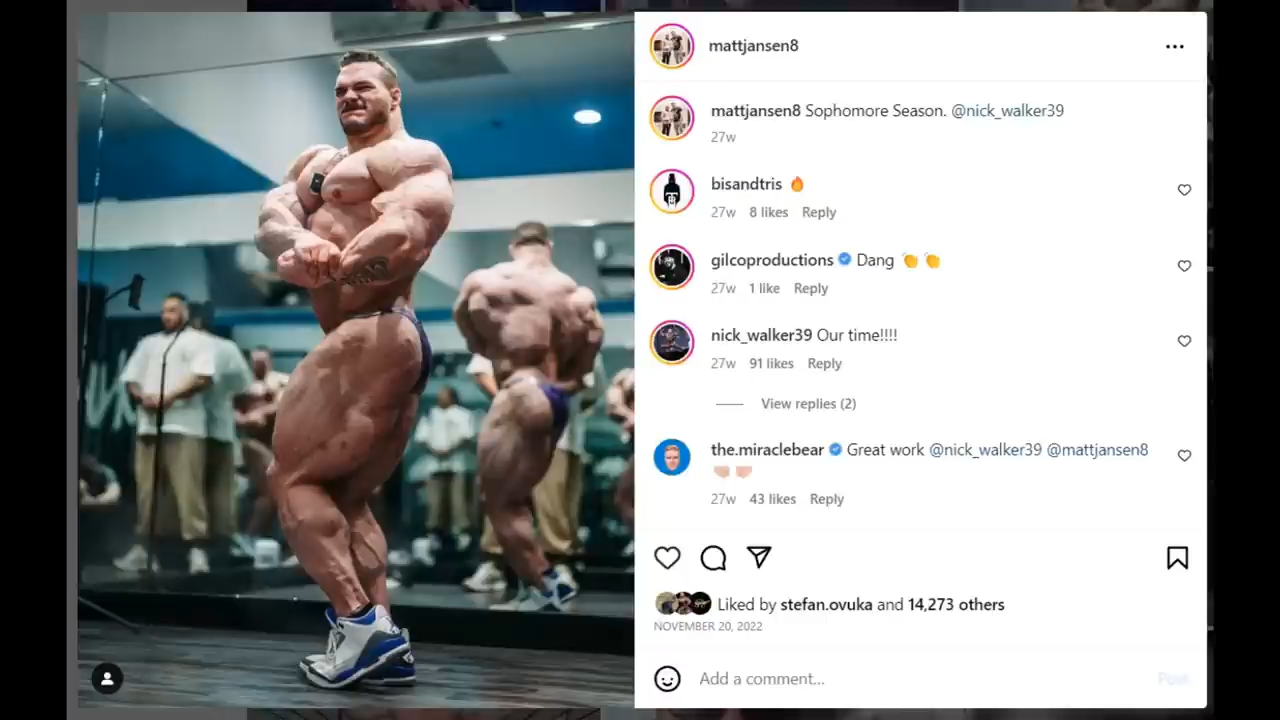 mattjansen8
mattjansen8 Sophomore Season. @nick_walker39
27w
bisandtris 🔥
27w 8 likes Reply
gilcoproductions Dang 👏 👏
27w 1 like Reply
nick_walker39 Our time!!!!
27w 91 likes Reply
View replies (2)
the.miraclebear Great work @nick_walker39 @mattjansen8
🤜🏻 🤛🏻
27w 43 likes Reply
Liked by stefan.ovuka and 14,273 others
NOVEMBER 20, 2022
Add a comment... Post